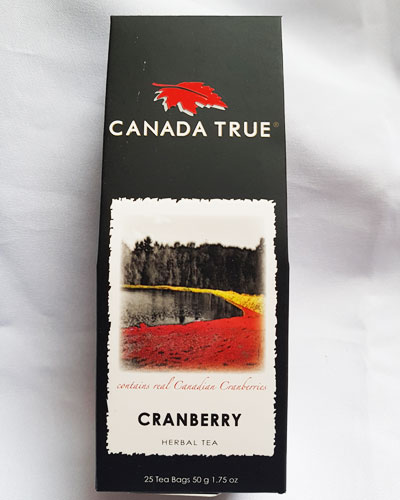 CANADA TRUE®
contains real Canadian Cranberries
CRANBERRY
HERBAL TEA
25 Tea Bags 50 g 1.75 oz